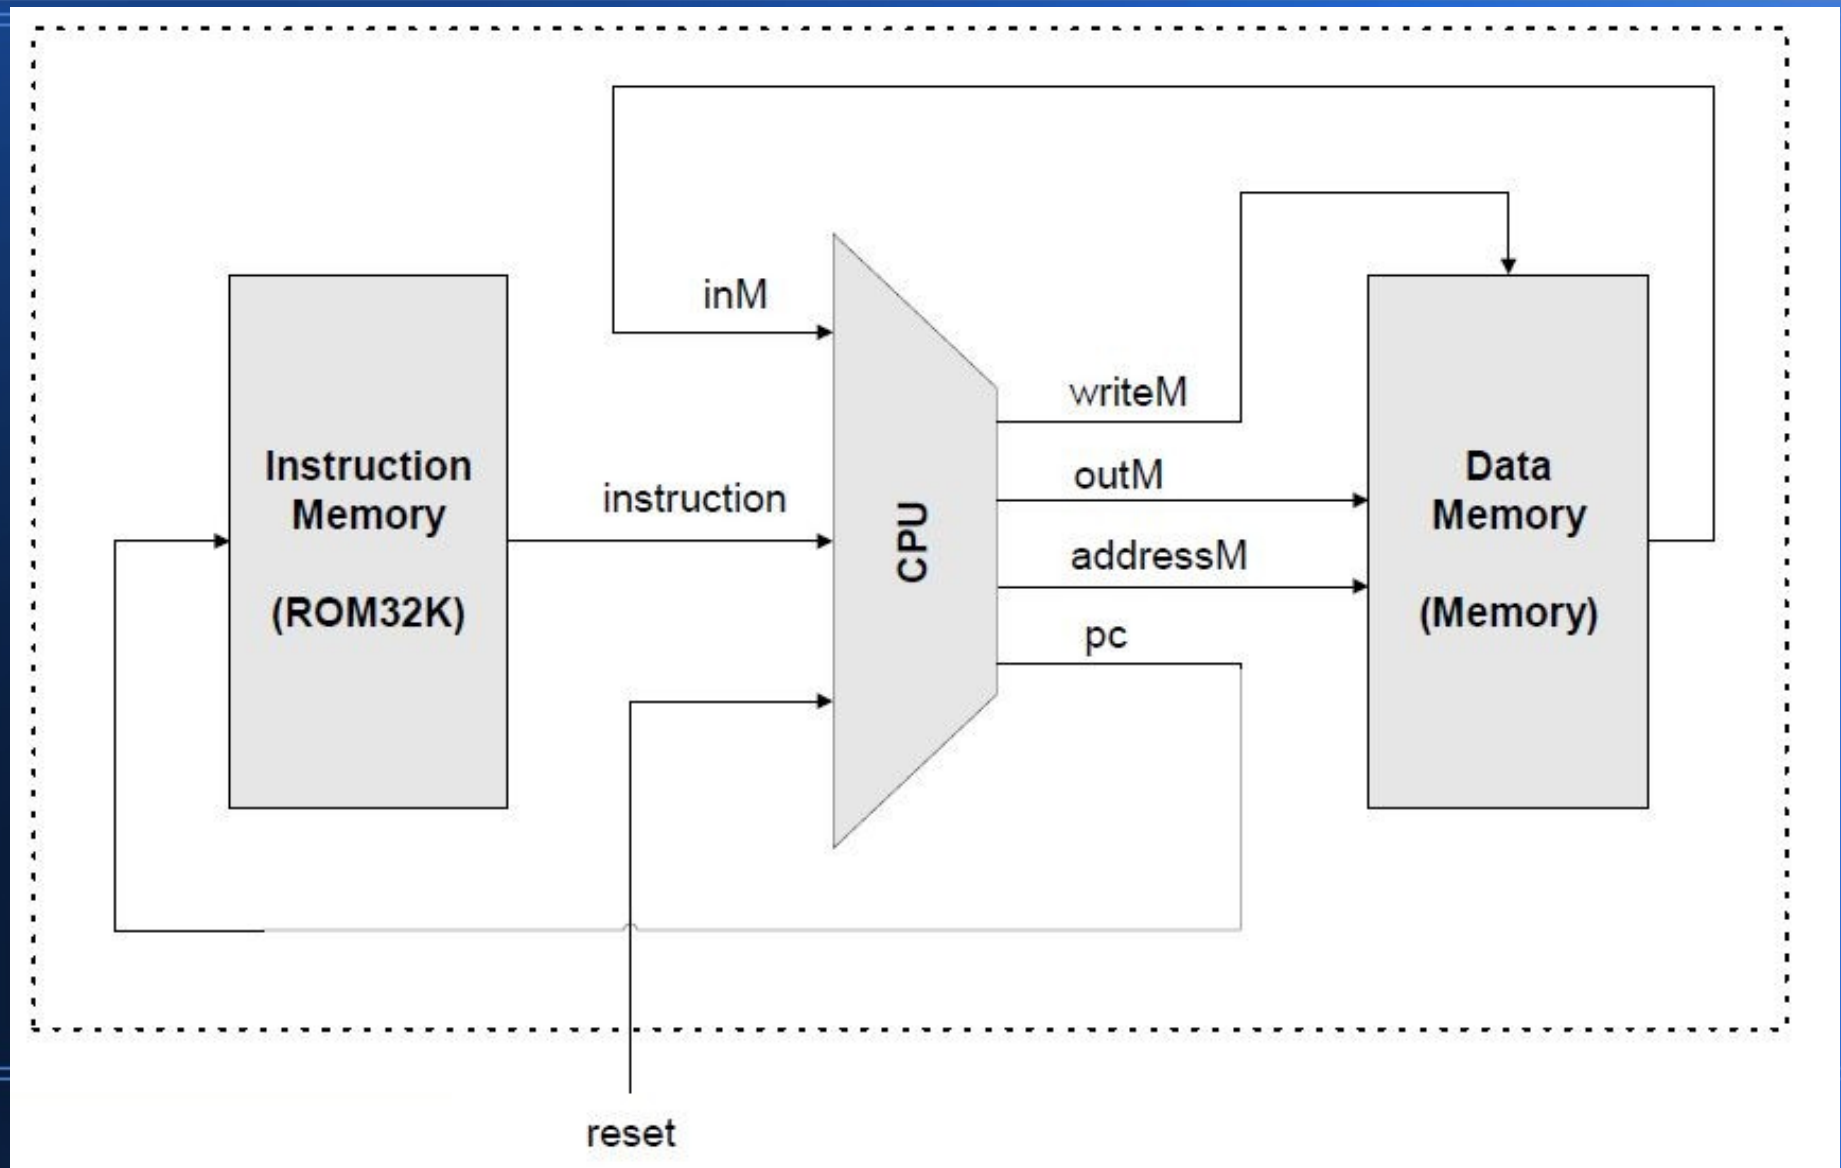 inM
writeM
Instruction
Memory
(ROM32K)
instruction
CPU
outM
addressM
pc
Data
Memory
(Memory)
reset